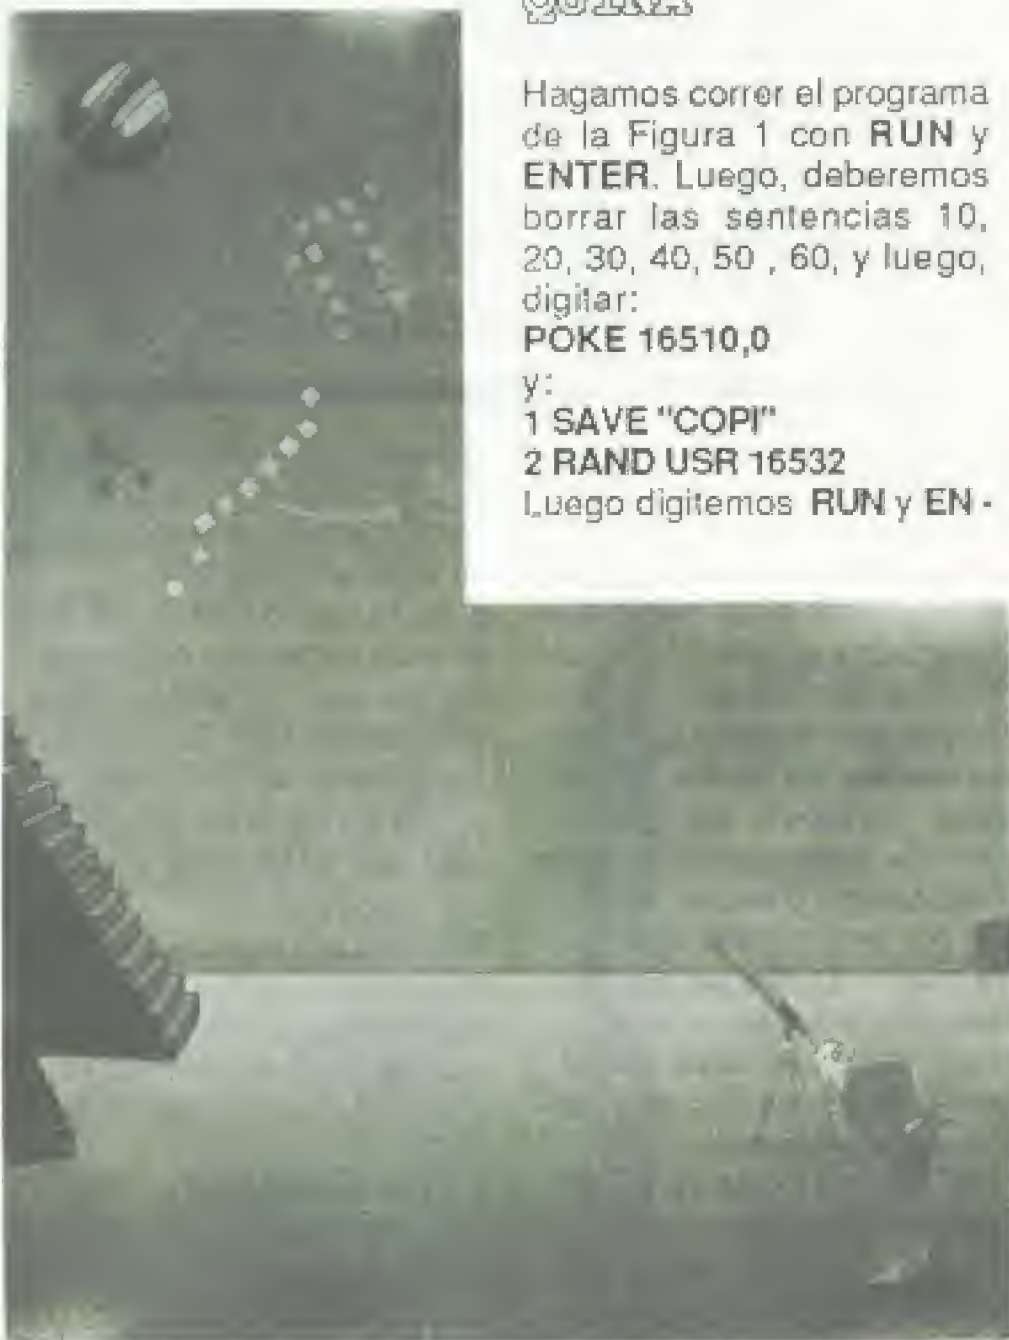 Hagamos correr el programa
de la Figura 1 con RUN y
ENTER. Luego, deberemos
borrar las sentencias 10,
20, 30, 40, 50 , 60, y luego,
digitar:
POKE 16510,0
y:
1 SAVE "COPI"
2 RAND USR 16532
Luego digitemos RUN y EN -